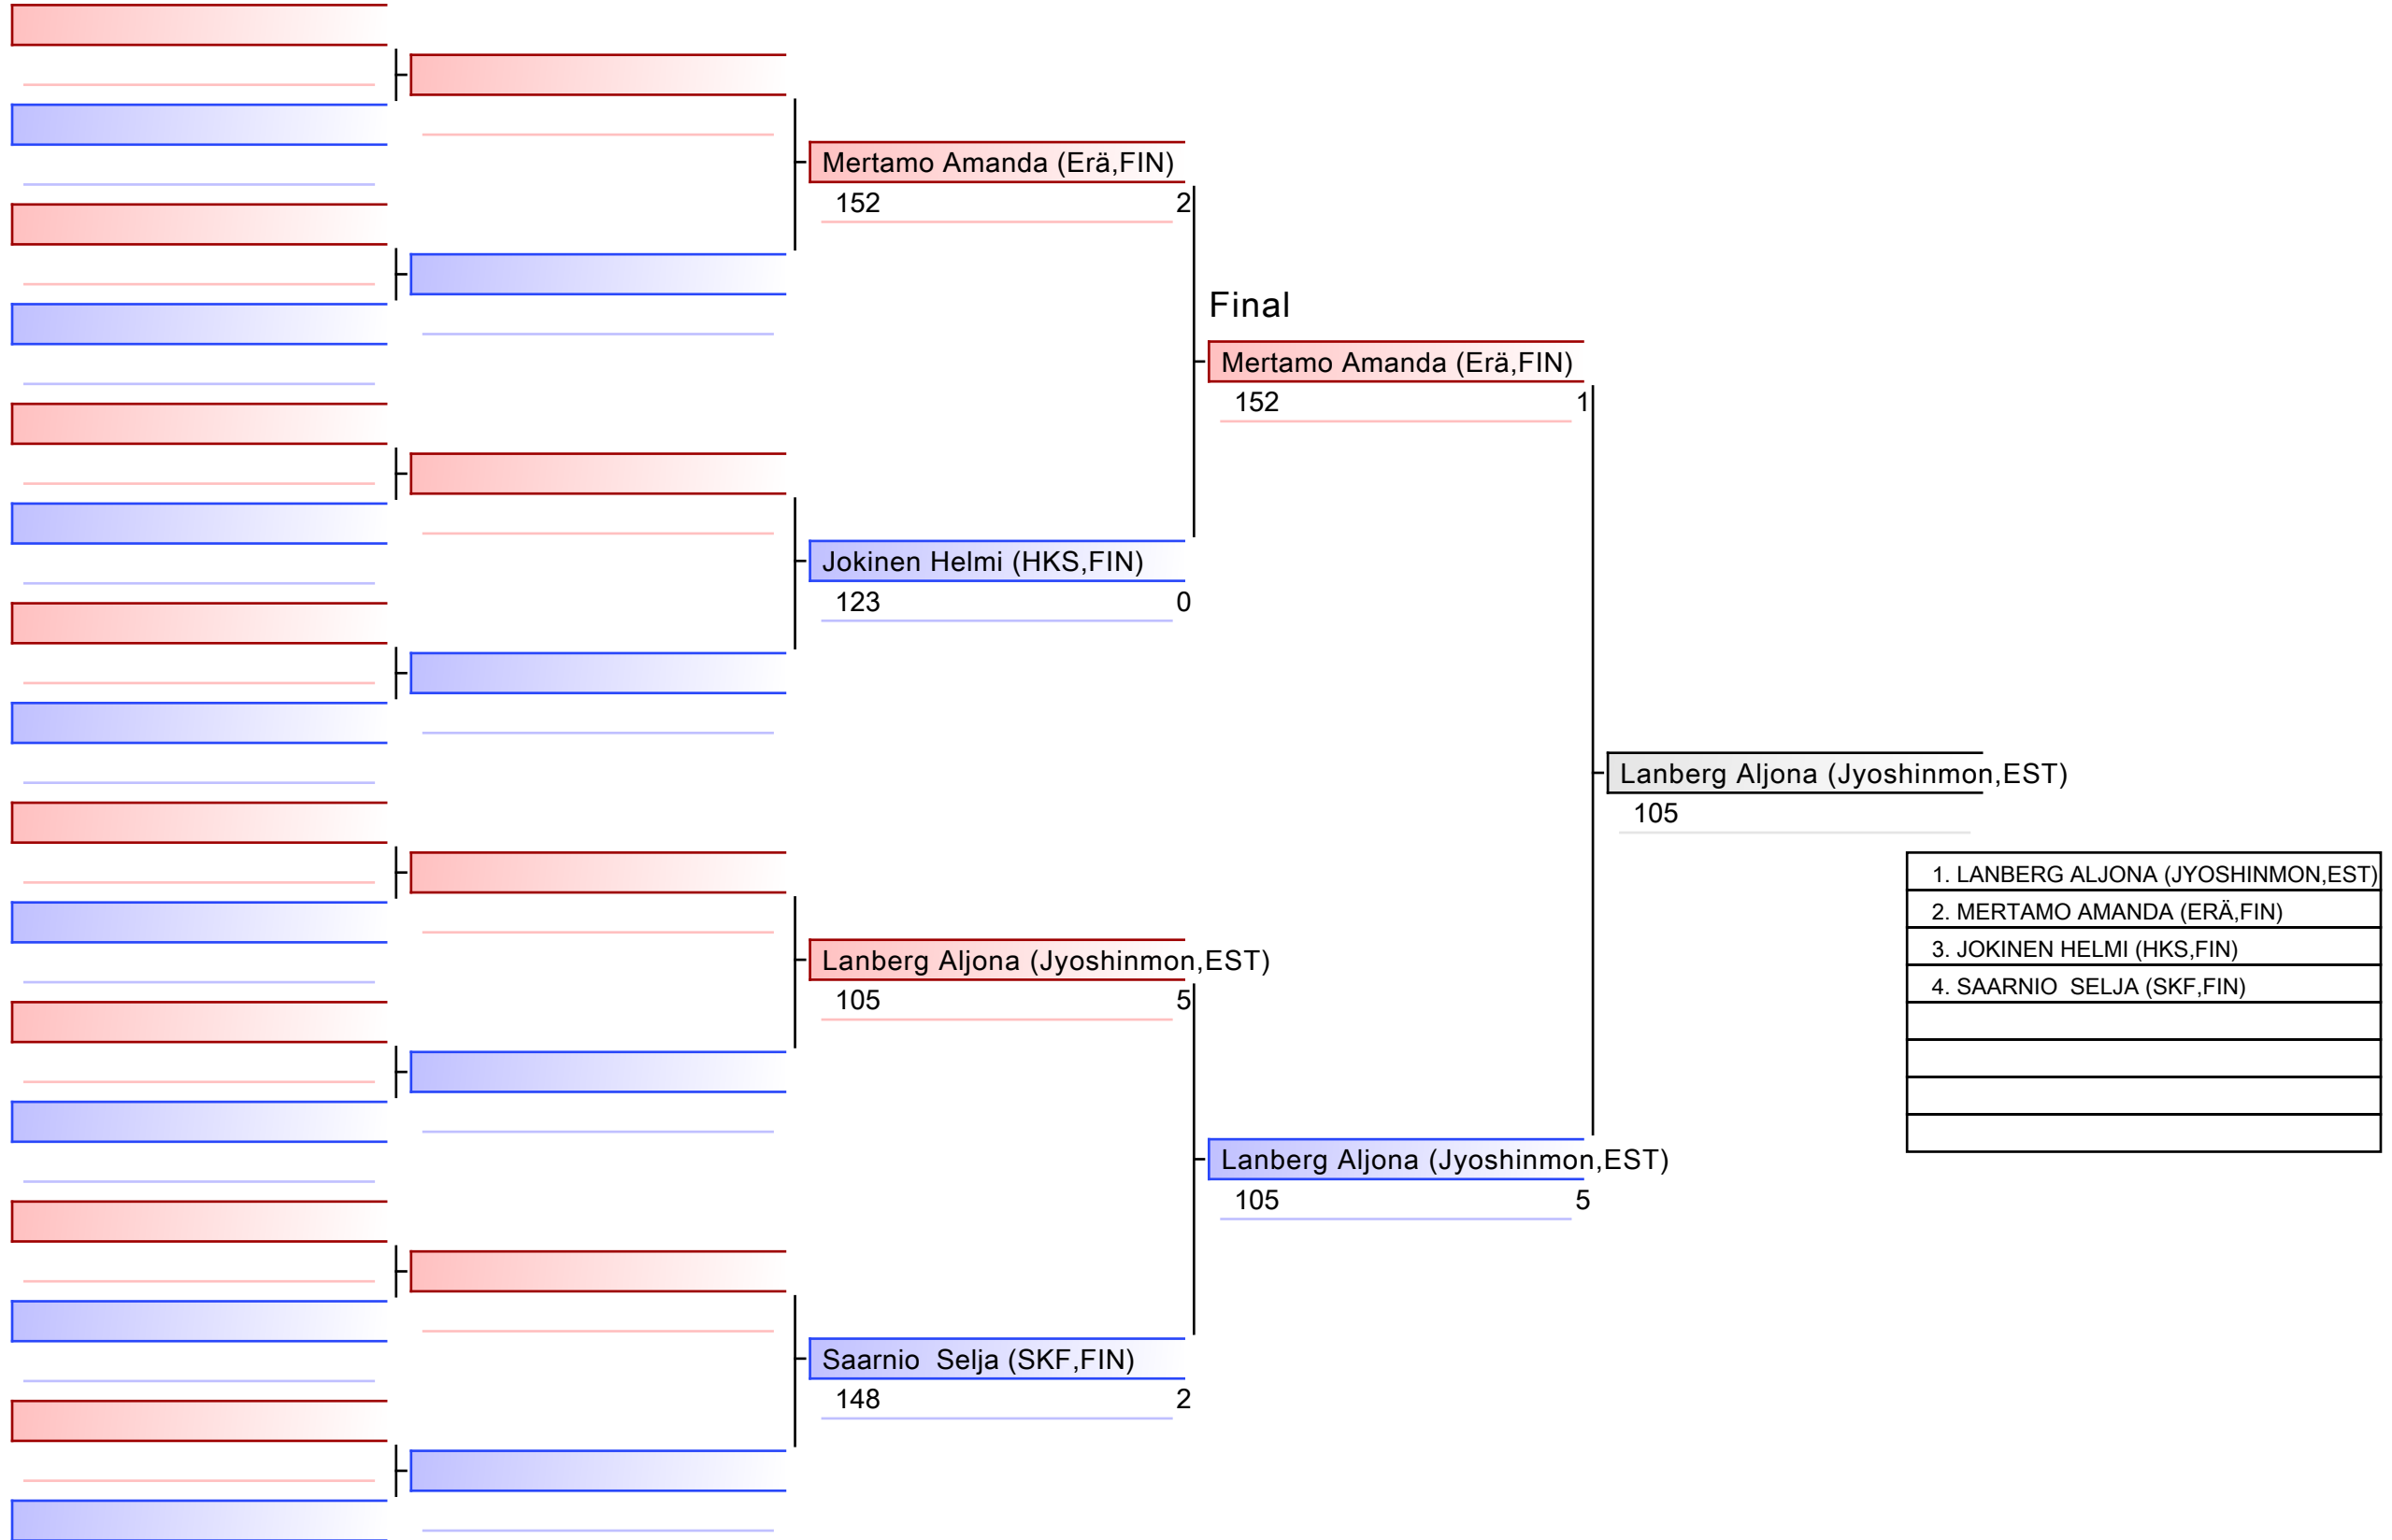 Mertamo Amanda (Erä,FIN)
152 2
Final
Mertamo Amanda (Erä,FIN)
152 1
Jokinen Helmi (HKS,FIN)
123 0
Lanberg Aljona (Jyoshinmon,EST)
105
1. LANBERG ALJONA (JYOSHINMON,EST)
2. MERTAMO AMANDA (ERÄ,FIN)
3. JOKINEN HELMI (HKS,FIN)
4. SAARNIO  SELJA (SKF,FIN)
Lanberg Aljona (Jyoshinmon,EST)
105 5
Lanberg Aljona (Jyoshinmon,EST)
105 5
Saarnio  Selja (SKF,FIN)
148 2